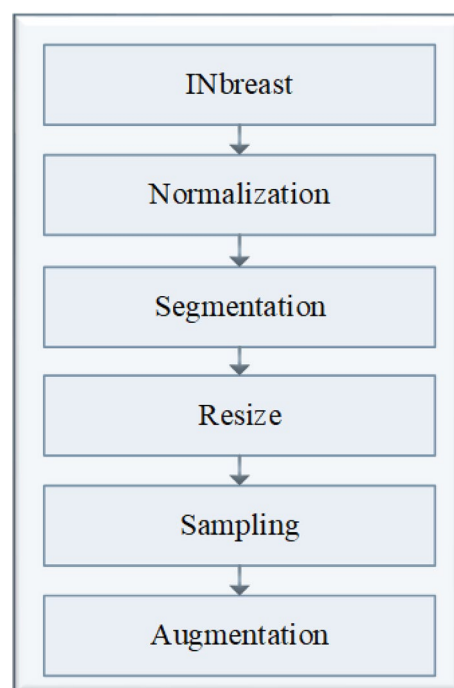 INbreast
Normalization
Segmentation
Resize
Sampling
Augmentation